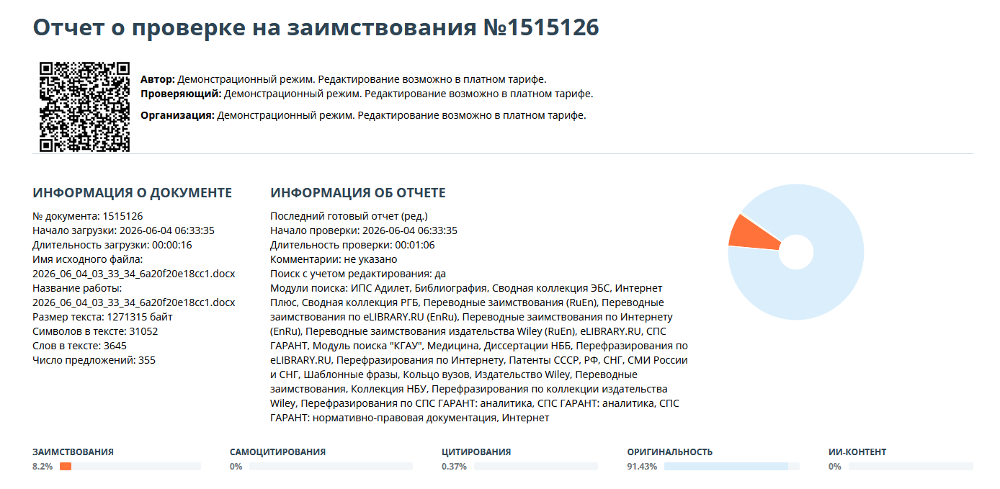 Отчет о проверке на заимствования №1515126
Автор: Демонстрационный режим. Редактирование возможно в платном тарифе.
Проверяющий: Демонстрационный режим. Редактирование возможно в платном тарифе.
Организация: Демонстрационный режим. Редактирование возможно в платном тарифе.
ИНФОРМАЦИЯ О ДОКУМЕНТЕ
№ документа: 1515126
Начало загрузки: 2026-06-04 06:33:35
Длительность загрузки: 00:00:16
Имя исходного файла:
2026_06_04_03_33_34_6a20f20e18cc1.docx
Название работы:
2026_06_04_03_33_34_6a20f20e18cc1.docx
Размер текста: 1271315 байт
Символов в тексте: 31052
Слов в тексте: 3645
Число предложений: 355
ИНФОРМАЦИЯ ОБ ОТЧЕТЕ
Последний готовый отчет (ред.)
Начало проверки: 2026-06-04 06:33:35
Длительность проверки: 00:01:06
Комментарии: не указано
Поиск с учетом редактирования: да
Модули поиска: ИПС Адилет, Библиография, Сводная коллекция ЭБС, Интернет
Плюс, Сводная коллекция РГБ, Переводные заимствования (RuEn), Переводные
заимствования по eLIBRARY.RU (EnRu), Переводные заимствования по Интернету
(EnRu), Переводные заимствования издательства Wiley (RuEn), eLIBRARY.RU, СПС
ГАРАНТ, Модуль поиска "КГАУ", Медицина, Диссертации НББ, Перефразирования по
eLIBRARY.RU, Перефразирования по Интернету, Патенты СССР, РФ, СНГ, СМИ России
и СНГ, Шаблонные фразы, Кольцо вузов, Издательство Wiley, Переводные
заимствования, Коллекция НБУ, Перефразирования по коллекции издательства
Wiley, Перефразирования по СПС ГАРАНТ: аналитика, СПС ГАРАНТ: аналитика, СПС
ГАРАНТ: нормативно-правовая документация, Интернет
ЗАИМСТВОВАНИЯ
8.2%
САМОЦИТИРОВАНИЯ
0%
ЦИТИРОВАНИЯ
0.37%
ОРИГИНАЛЬНОСТЬ
91.43%
ИИ-КОНТЕНТ
0%